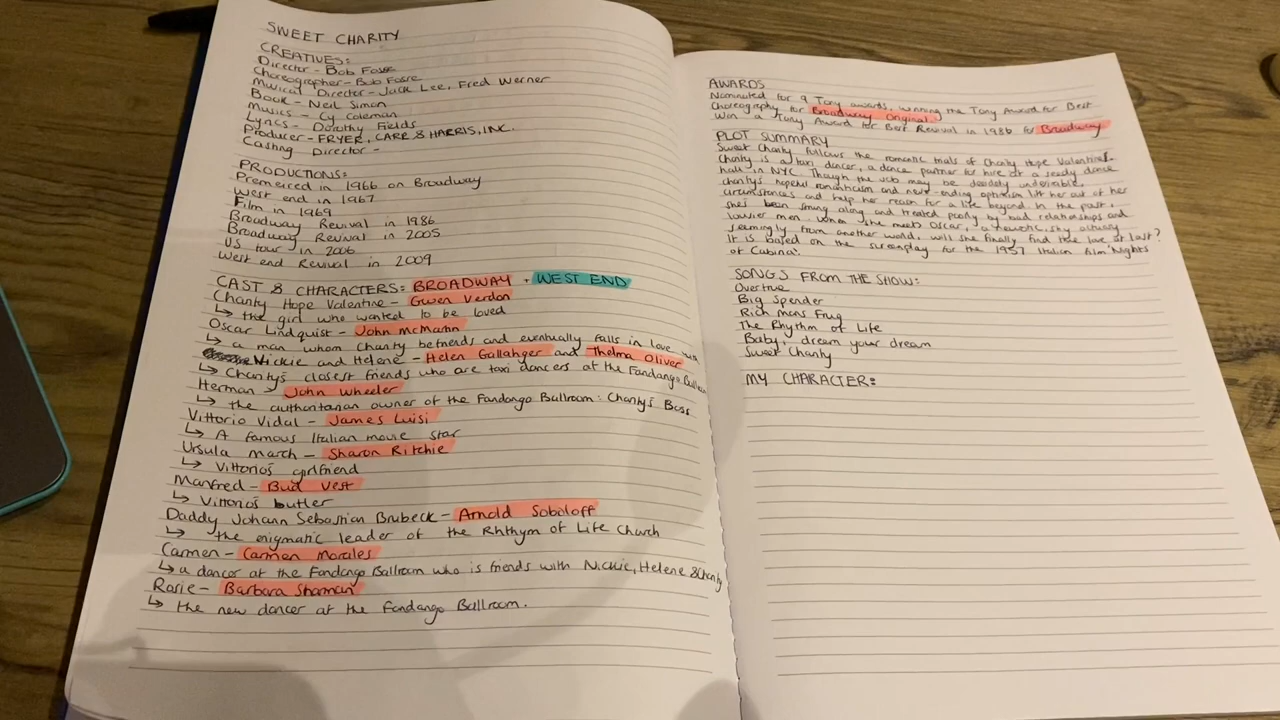 SWEET CHARITY
CREATIVES:
Director - Bob Fosse
Choreographer - Bob Fosse
Musical Director - Jack Lee, Fred Werner
Book - Neil Simon
Musics - Cy Coleman
Lyrics - Dorothy Fields
Producer - FRYER, CARR & HARRIS, INC.
Casting Director -
PRODUCTIONS:
Premeired in 1966 on Broadway
West end in 1967
Film in 1969
Broadway Revival in 1986
Broadway Revival in 2005
US tour in 2006
West end Revival in 2009
CAST & CHARACTERS: BROADWAY + WEST END
Charity Hope Valentine - Gwen Verdon
↳ the girl who wanted to be loved
Oscar Lindquist - John McMartin
↳ a man whom Charity befriends and eventually falls in love with
Nickie and Helene - Helen Gallahger and Thelma Oliver
↳ Charity's closest friends who are taxi dancers at the Fandango Ballroom
Herman - John Wheeler
↳ the authoritarian owner of the Fandango Ballroom: Charity's Boss
Vittorio Vidal - James Luisi
↳ A famous Italian movie star
Ursula march - Sharon Ritchie
↳ Vittorio's girlfriend
Manfred - Bud Vest
↳ Vittorio's butler
Daddy Johann Sebastian Brubeck - Arnold Soboloff
↳ the enigmatic leader of the Rhthym of Life Church
Carmen - Carmen Morales
↳ a dancer at the Fandango Ballroom who is friends with Nickie, Helene & Charity
Rosie - Barbara Sharman
↳ the new dancer at the Fandango Ballroom.
AWARDS
Nominated for 9 Tony awards, winning the Tony Award for Best
Choreography for Broadway Original.
Won a Tony Award for Best Revival in 1986 for Broadway
PLOT SUMMARY
Sweet Charity follows the romantic trials of Charity Hope Valentine.
Charity is a taxi dancer, a dance partner for hire at a seedy dance
hall in NYC. Though the job may be decidely undesirable,
charity's hopeful romanticism and never-ending optimism lift her out of her
circumstances and help her reach for a life beyond. In the past,
she's been strung along and treated poorly by bad relationships and
lousier men. When she meets Oscar, a neurotic, shy actuary
seemingly from another world, will she finally find true love at last?
It is based on the screenplay for the 1957 Italian film 'Nights
of Cabiria'.
SONGS FROM THE SHOW:
Overtrue
Big Spender
Rich mens Frug
The Rhythm of Life
Baby, dream your dream
Sweet Charity
MY CHARACTER: